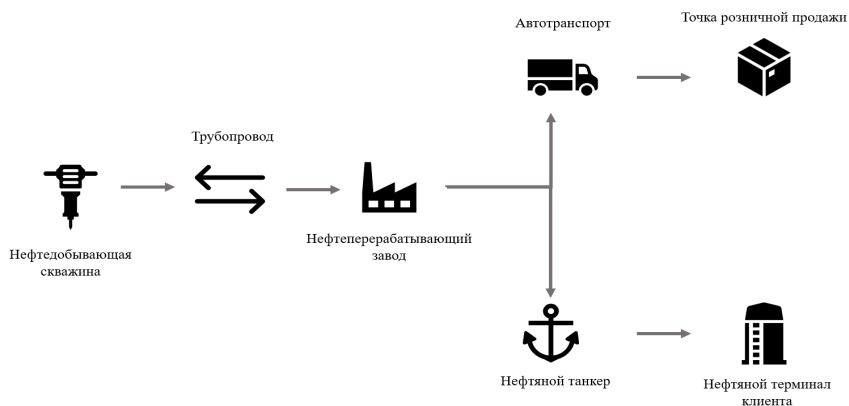 Автотранспорт
Точка розничной продажи
Трубопровод
Нефтедобывающая
скважина
Нефтеперерабатывающий
завод
Нефтяной танкер
Нефтяной терминал
клиента